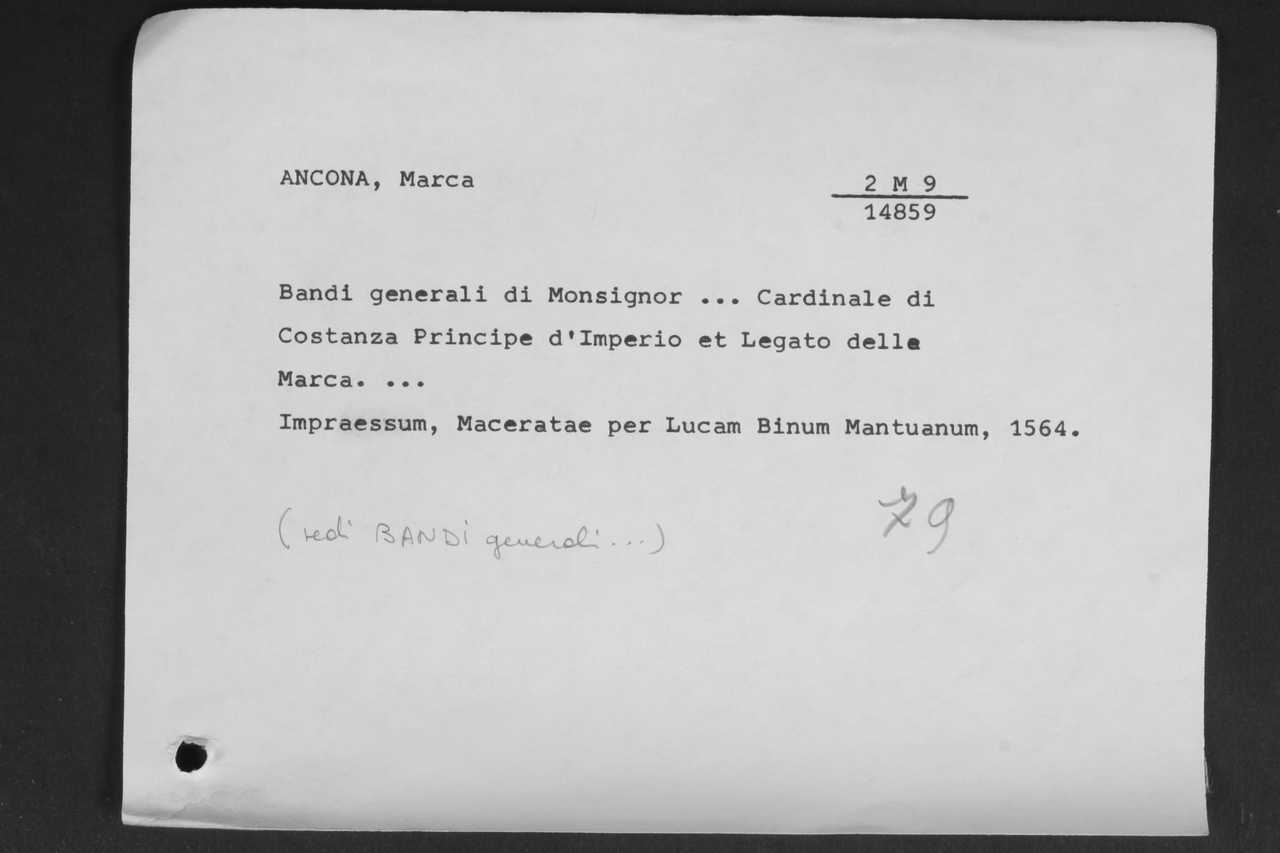 ANCONA, Marca
2 M 9
14859
Bandi generali di Monsignor ... Cardinale di
Costanza Principe d'Imperio et Legato della
Marca. ...
Impraessum, Maceratae per Lucam Binum Mantuanum, 1564.
(vedi BANDI generali...)
79